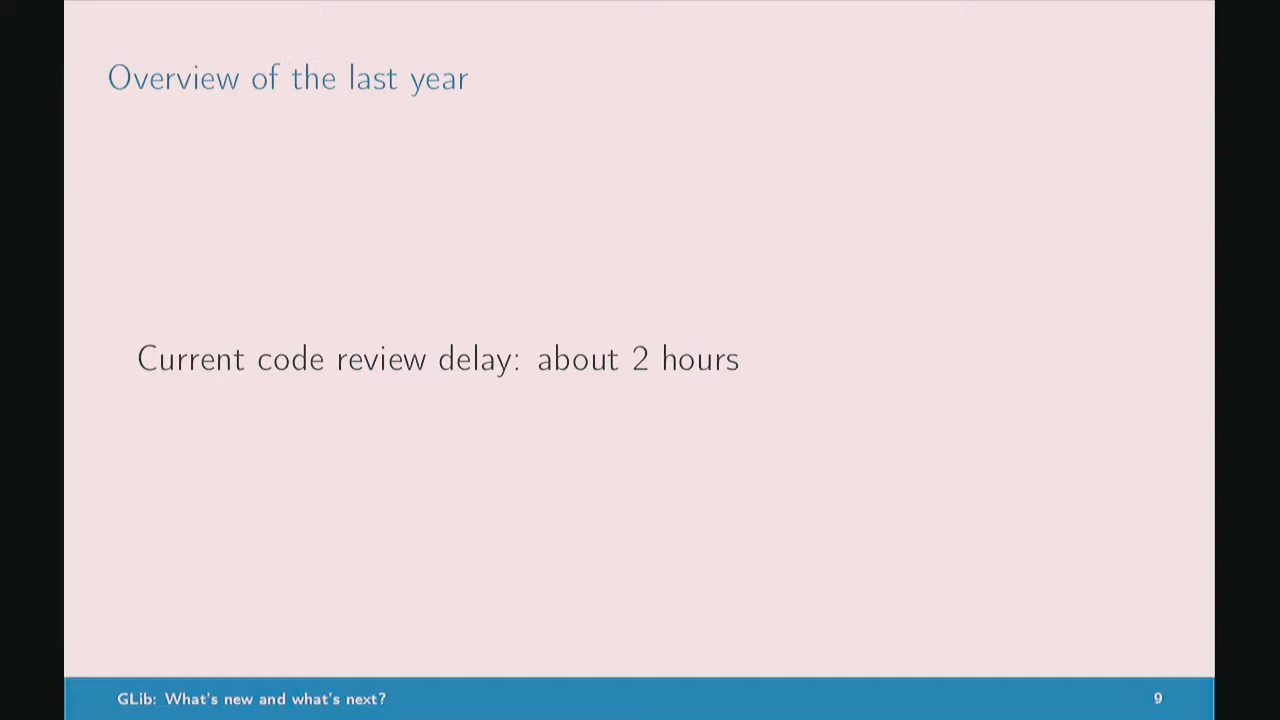 Overview of the last year
Current code review delay: about 2 hours
GLib: What's new and what's next?
9